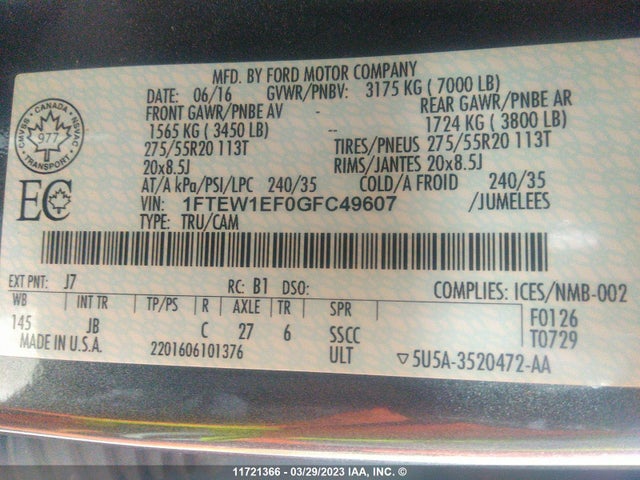 MFD. BY FORD MOTOR COMPANY
DATE: 06/16 GVWR/PNBV: 3175 KG ( 7000 LB)
FRONT GAWR/PNBE AV REAR GAWR/PNBE AR
1565 KG ( 3450 LB) -- 1724 KG ( 3800 LB)
275/55R20 113T TIRES/PNEUS 275/55R20 113T
20x8.5J RIMS/JANTES 20x8.5J
AT/A kPa/PSI/LPC 240/35 COLD/A FROID 240/35
VIN: 1FTEW1EF0GFC49607 /JUMELEES
TYPE: TRU/CAM
CANADA
CMVSS NSVAC
977
TRANSPORT
EC
EXT PNT: J7 RC: B1 DSO: COMPLIES: ICES/NMB-002
WB INT TR TP/PS R AXLE TR SPR F0126
145 JB C 27 6 SSCC T0729
MADE IN U.S.A. 2201606101376 ULT ▽5U5A-3520472-AA
11721366 - 03/29/2023 IAA, INC. ©